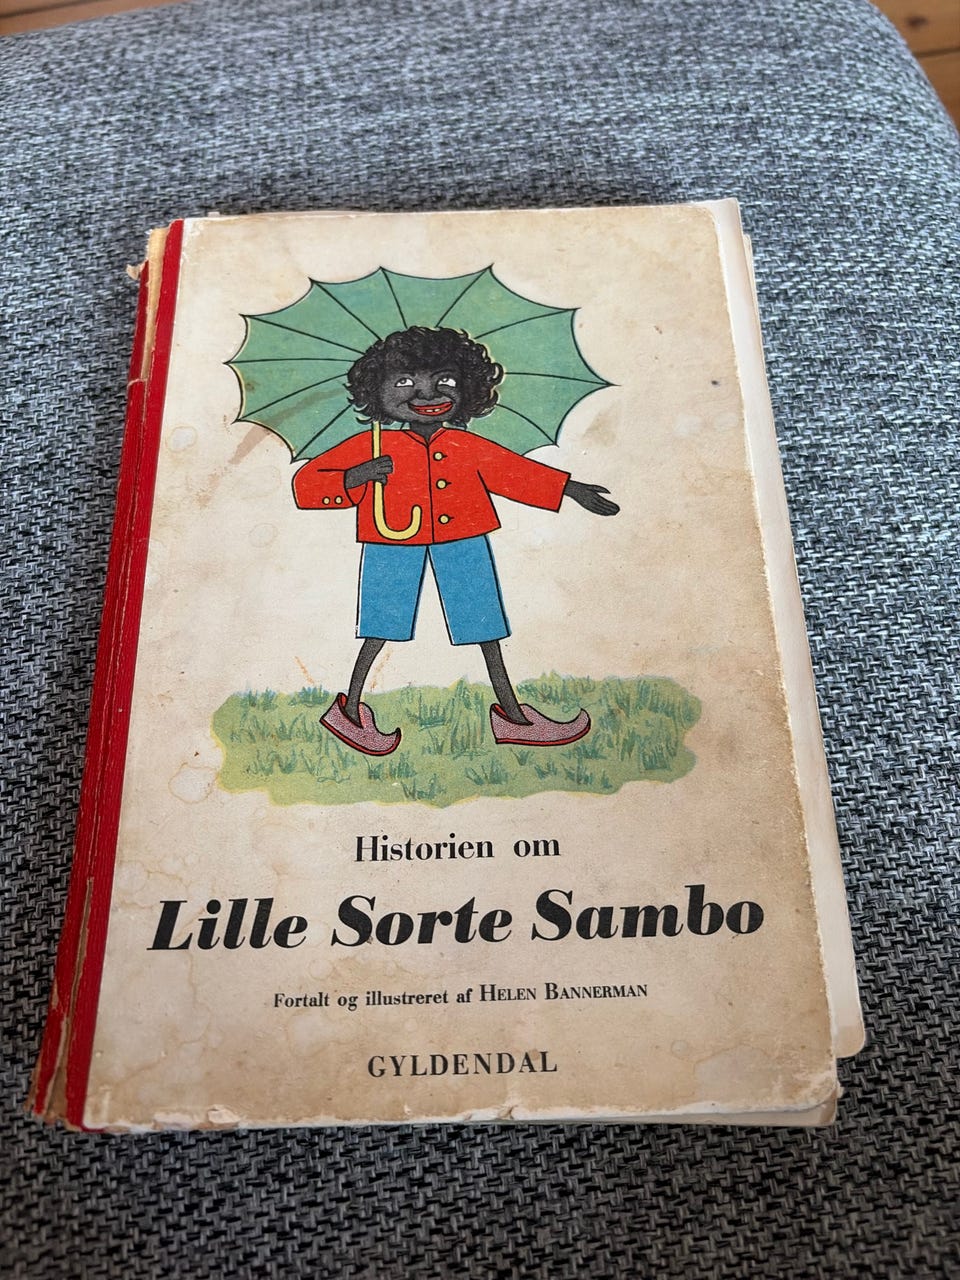 Historien om
Lille Sorte Sambo
Fortalt og illustreret af HELEN BANNERMAN
GYLDENDAL